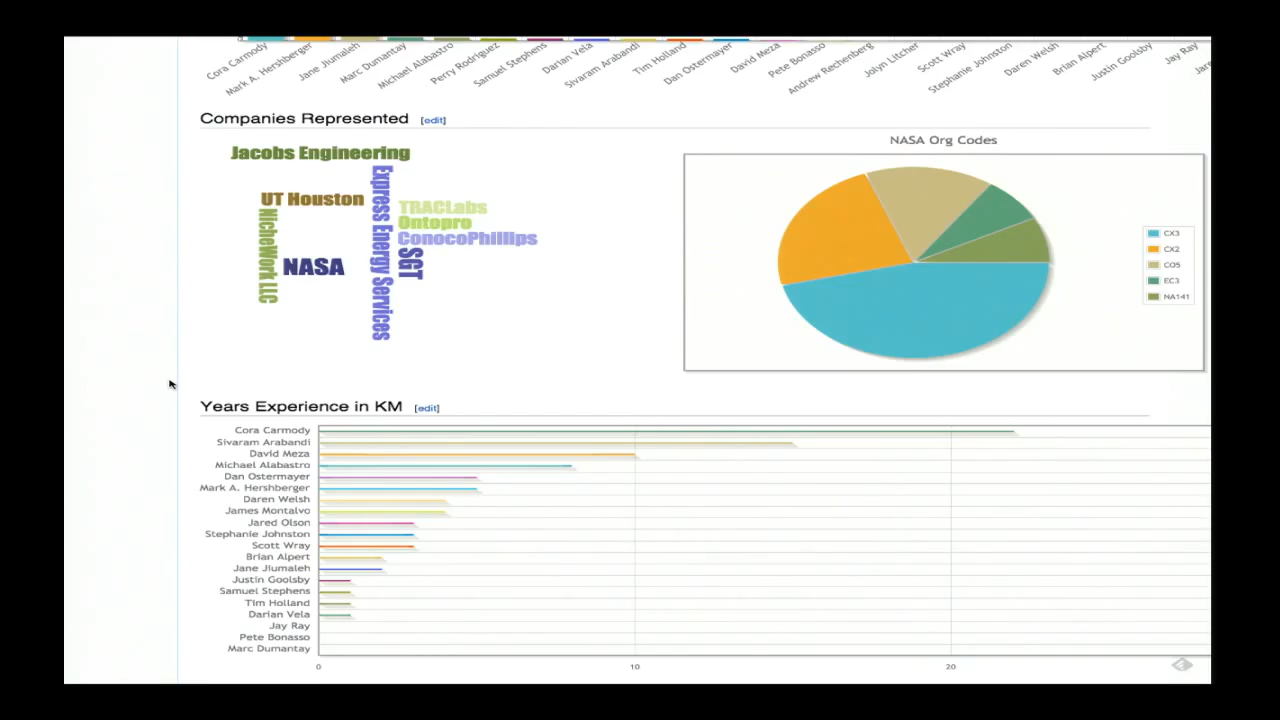 Cora Carmody
Mark A. Hershberger
Jane Jiumaleh
Marc Dumantay
Michael Alabastro
Perry Rodriguez
Samuel Stephens
Darian Vela
Sivaram Arabandi
Tim Holland
Dan Ostermayer
David Meza
Pete Bonasso
Andrew Rechenberg
Jolyn Litcher
Scott Wray
Stephanie Johnston
Daren Welsh
Brian Alpert
Justin Goolsby
Jay Ray
Companies Represented [edit]
Jacobs Engineering
Express Energy Services
UT Houston
TRACLabs
Ontopro
ConocoPhillips
NicheWork LLC
NASA
SGT
NASA Org Codes
CX3
CX2
CO5
EC3
NA141
Years Experience in KM [edit]
Cora Carmody
Sivaram Arabandi
David Meza
Michael Alabastro
Dan Ostermayer
Mark A. Hershberger
Daren Welsh
James Montalvo
Jared Olson
Stephanie Johnston
Scott Wray
Brian Alpert
Jane Jiumaleh
Justin Goolsby
Samuel Stephens
Tim Holland
Darian Vela
Jay Ray
Pete Bonasso
Marc Dumantay
0 10 20